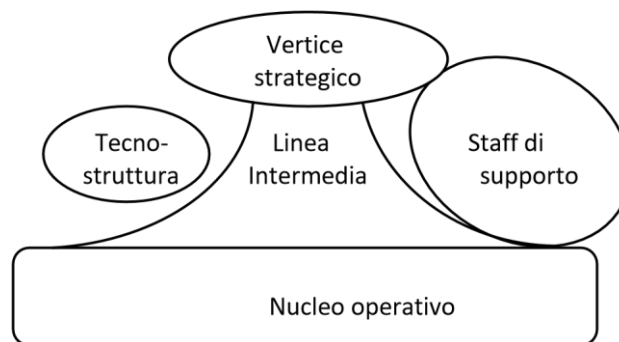 Vertice
strategico
Tecno-
struttura
Linea
Intermedia
Staff di
supporto
Nucleo operativo